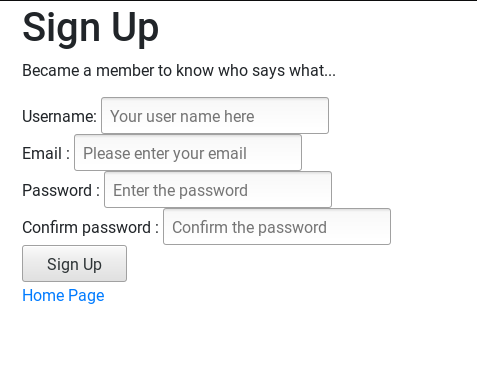 Sign Up
Became a member to know who says what...
Username: Your user name here
Email : Please enter your email
Password : Enter the password
Confirm password : Confirm the password
Sign Up
Home Page